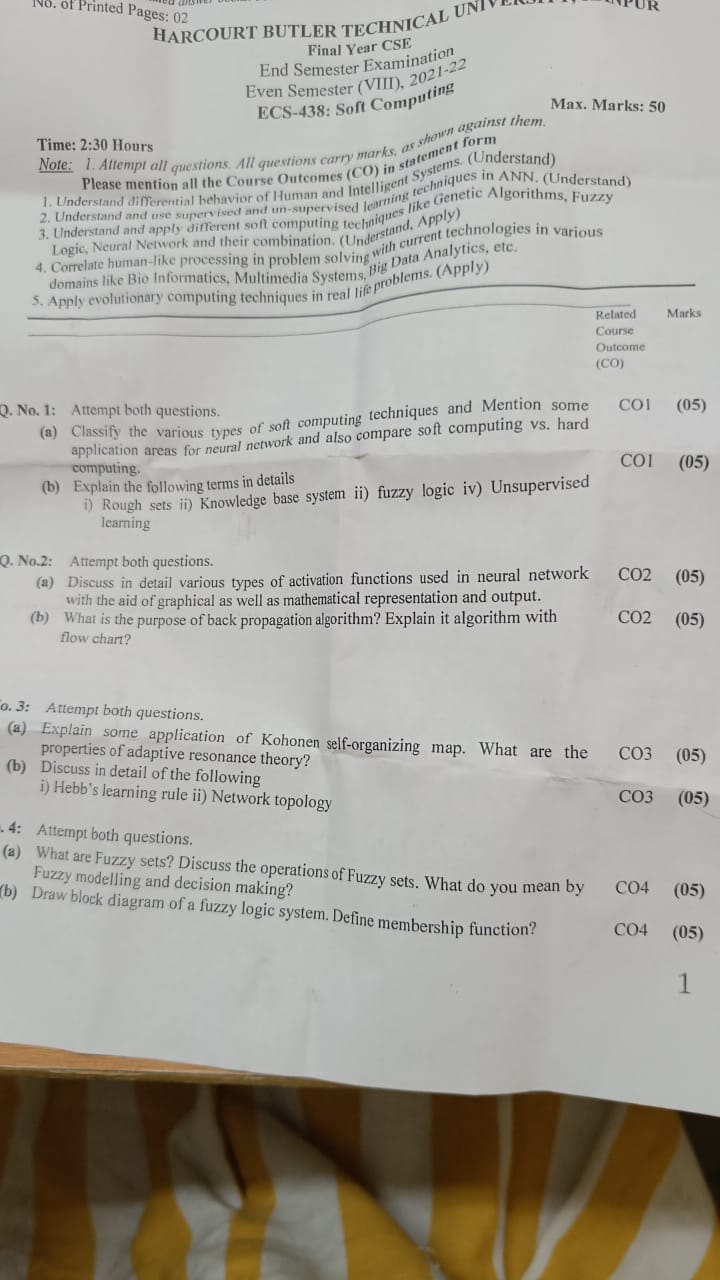 No. of Printed Pages: 02
HARCOURT BUTLER TECHNICAL
Final Year CSE
End Semester Examination
Even Semester (VIII), 2021-22
ECS-438: Soft Computing
Time: 2:30 Hours
Max. Marks: 50
Note: 1. Attempt all questions. All questions carry marks, as shown against them.
Please mention all the Course Outcomes (CO) in statement form
1. Understand differential behavior of Human and Intelligent Systems. (Understand)
2. Understand and use supervised and un-supervised learning techniques in ANN. (Understand)
3. Understand and apply different soft computing techniques like Genetic Algorithms, Fuzzy
Logic, Neural Network and their combination. (Understand, Apply)
4. Correlate human-like processing in problem solving with current technologies in various
domains like Bio Informatics, Multimedia Systems, Big Data Analytics, etc.
5. Apply evolutionary computing techniques in real life problems. (Apply)
Related Marks
Course
Outcome
(CO)
Q. No. 1: Attempt both questions.
(a) Classify the various types of soft computing techniques and Mention some CO1 (05)
application areas for neural network and also compare soft computing vs. hard
computing.
(b) Explain the following terms in details CO1 (05)
i) Rough sets ii) Knowledge base system ii) fuzzy logic iv) Unsupervised
learning
Q. No.2: Attempt both questions.
(a) Discuss in detail various types of activation functions used in neural network CO2 (05)
with the aid of graphical as well as mathematical representation and output.
(b) What is the purpose of back propagation algorithm? Explain it algorithm with CO2 (05)
flow chart?
o. 3: Attempt both questions.
(a) Explain some application of Kohonen self-organizing map. What are the CO3 (05)
properties of adaptive resonance theory?
(b) Discuss in detail of the following CO3 (05)
i) Hebb's learning rule ii) Network topology
. 4: Attempt both questions.
(a) What are Fuzzy sets? Discuss the operations of Fuzzy sets. What do you mean by CO4 (05)
Fuzzy modelling and decision making?
(b) Draw block diagram of a fuzzy logic system. Define membership function? CO4 (05)
1